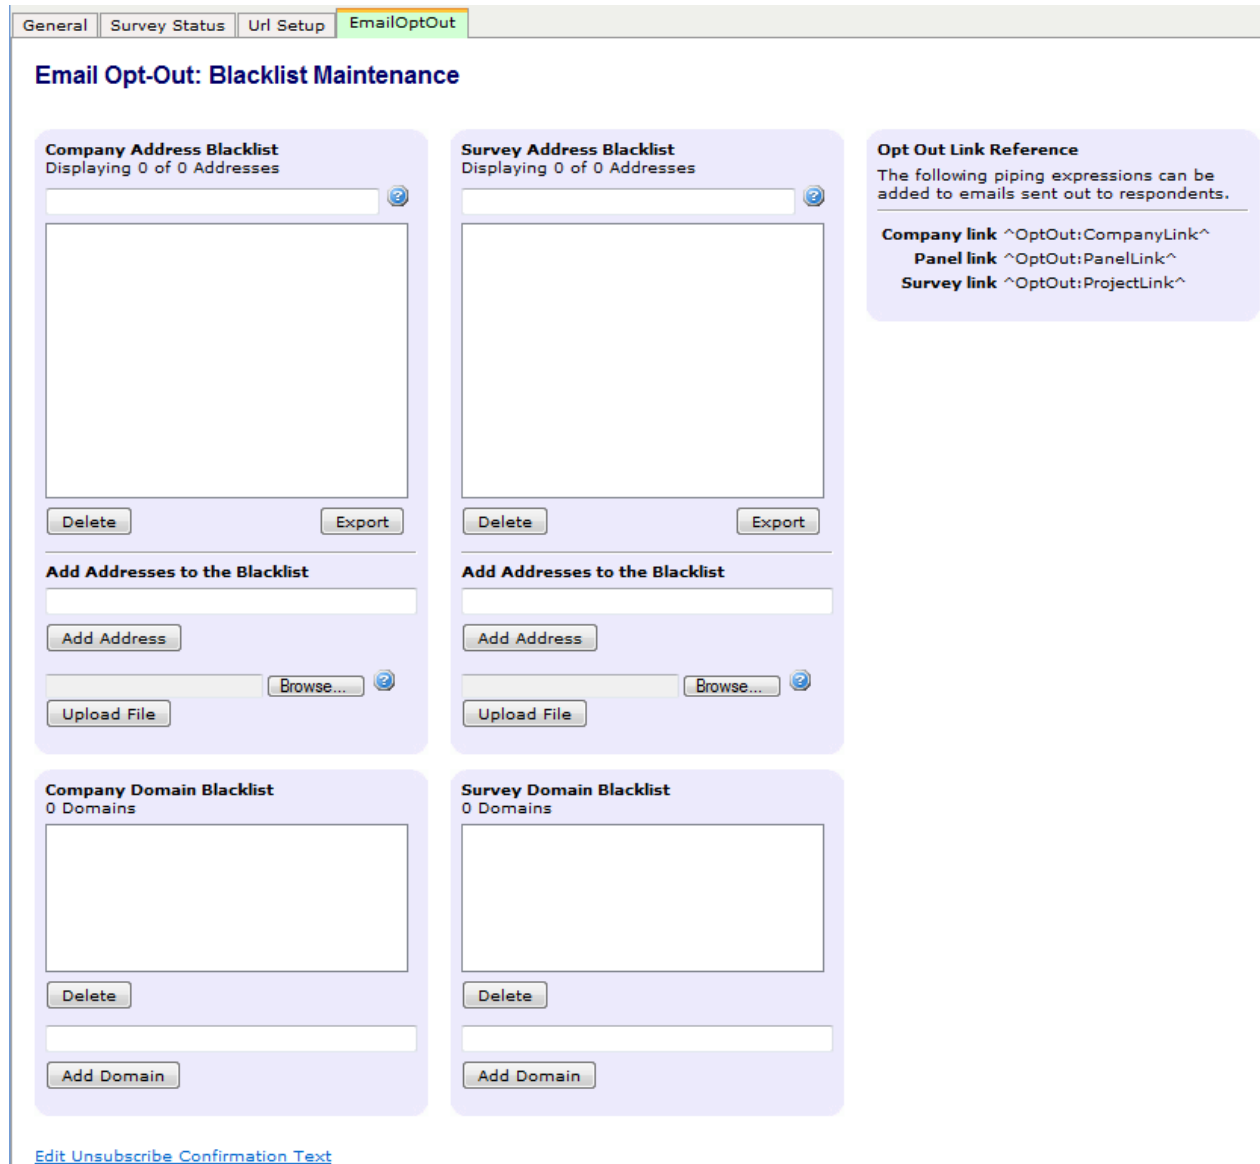 General
Survey Status
Url Setup
EmailOptOut
Email Opt-Out: Blacklist Maintenance
Company Address Blacklist
Displaying 0 of 0 Addresses
Delete
Export
Add Addresses to the Blacklist
Add Address
Browse...
Upload File
Survey Address Blacklist
Displaying 0 of 0 Addresses
Delete
Export
Add Addresses to the Blacklist
Add Address
Browse...
Upload File
Opt Out Link Reference
The following piping expressions can be
added to emails sent out to respondents.
Company link ^OptOut:CompanyLink^
Panel link ^OptOut:PanelLink^
Survey link ^OptOut:ProjectLink^
Company Domain Blacklist
0 Domains
Delete
Add Domain
Survey Domain Blacklist
0 Domains
Delete
Add Domain
Edit Unsubscribe Confirmation Text